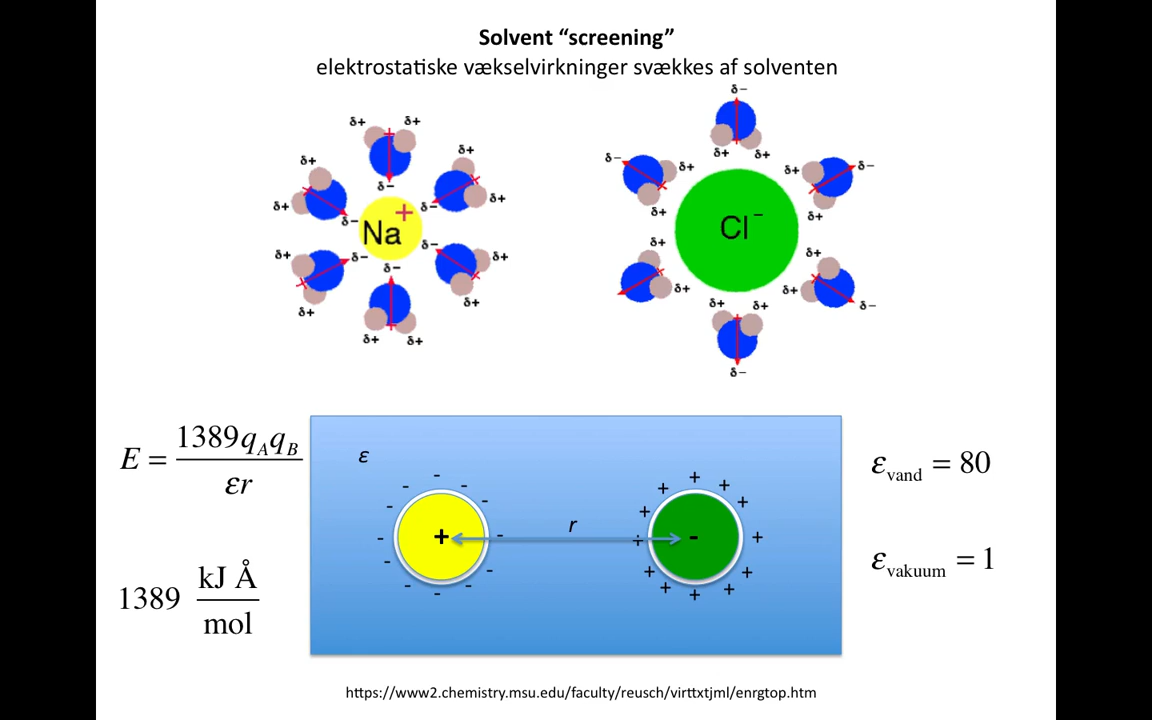 Solvent “screening”
elektrostatiske vækselvirkninger svækkes af solventen
δ−
δ+ δ+
δ+
δ+
δ+
δ+
δ−
δ−
δ−
δ+
Na+
δ−
δ−
δ−
δ+
δ+
δ+
δ+
δ+ δ+
δ− δ+
δ+ δ−
δ+ δ+
δ+ δ+
Cl−
δ+ δ+
δ+ δ+
δ−
δ+ δ+
δ−
E = 1389qAqB / εr
1389 kJ Å / mol
ε
+ r -
εvand = 80
εvakuum = 1
https://www2.chemistry.msu.edu/faculty/reusch/virttxtjml/enrgtop.htm